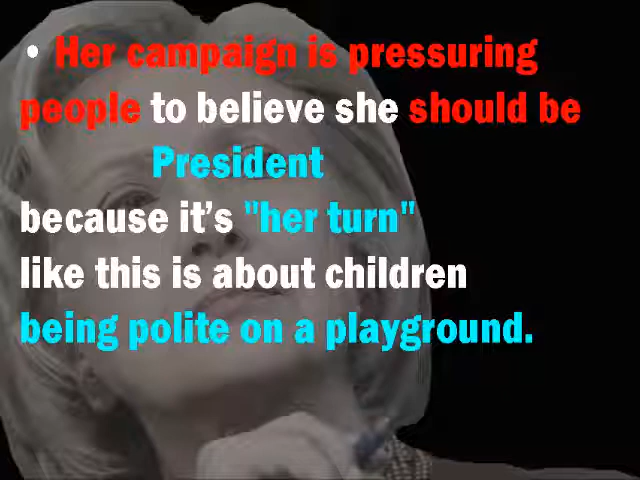 • Her campaign is pressuring
people to believe she should be
President
because it's "her turn"
like this is about children
being polite on a playground.